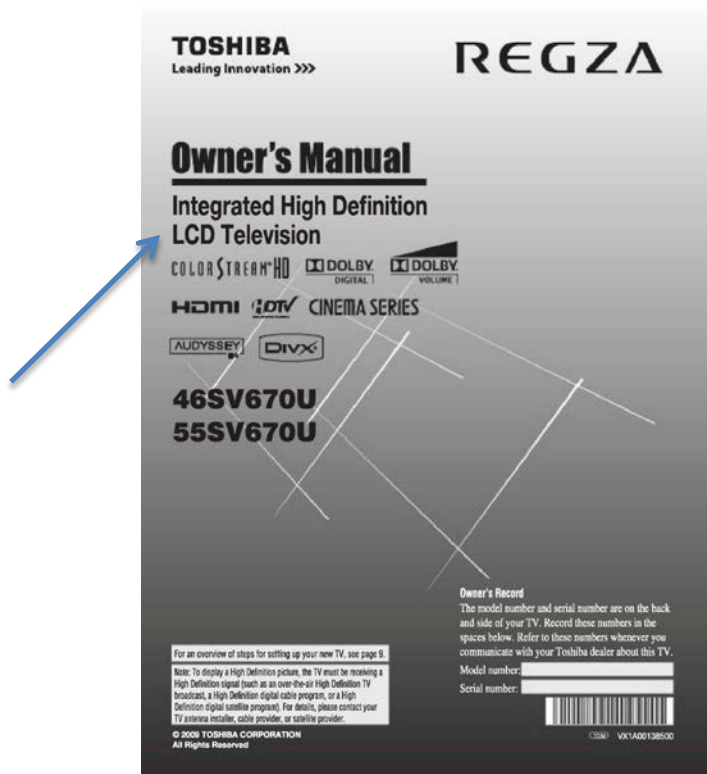 TOSHIBA
Leading Innovation >>>
REGZA
Owner's Manual
Integrated High Definition
LCD Television
COLORSTREAM® HD DOLBY DIGITAL DOLBY VOLUME
HDMI HDTV CINEMA SERIES
AUDYSSEY DIVX
46SV670U
55SV670U
Owner's Record
The model number and serial number are on the back
and side of your TV. Record these numbers in the
spaces below. Refer to these numbers whenever you
communicate with your Toshiba dealer about this TV.
Model number:
Serial number:
For an overview of steps for setting up your new TV, see page 9.
Note: To display a High Definition picture, the TV must be receiving a
High Definition signal (such as an over-the-air High Definition TV
broadcast, a High Definition digital cable program, or a High
Definition digital satellite program). For details, please contact your
TV antenna installer, cable provider, or satellite provider.
© 2009 TOSHIBA CORPORATION
All Rights Reserved
VX1A00138500